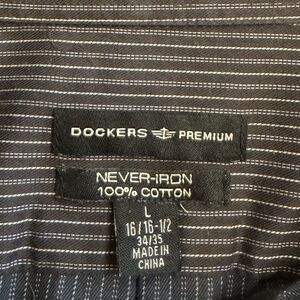 DOCKERS PREMIUM
NEVER-IRON
100% COTTON
L
16/16-1/2
34/35
MADE IN
CHINA